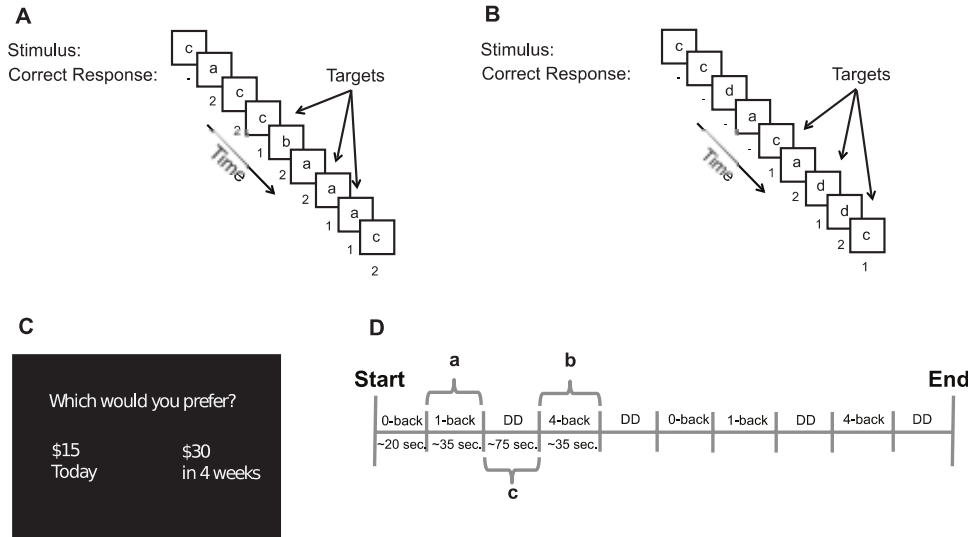 A
Stimulus:
Correct Response:
Targets
c
a
c
c
b
a
a
a
c
-
2
2
1
2
2
1
1
2
Time
B
Stimulus:
Correct Response:
Targets
c
c
d
a
c
a
d
d
c
-
-
-
-
1
2
1
2
1
Time
C
Which would you prefer?
$15 $30
Today in 4 weeks
D
a b
Start End
0-back 1-back DD 4-back DD 0-back 1-back DD 4-back DD
~20 sec. ~35 sec. ~75 sec. ~35 sec.
c